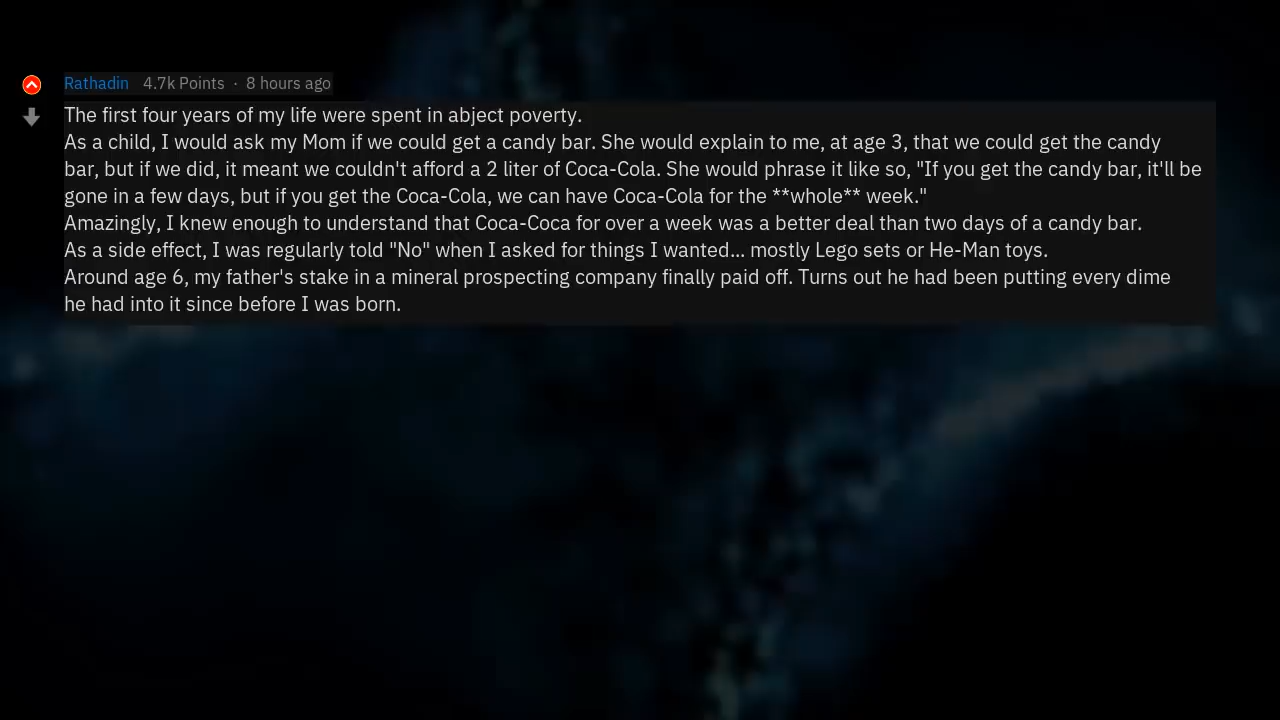 Rathadin 4.7k Points · 8 hours ago
The first four years of my life were spent in abject poverty.
As a child, I would ask my Mom if we could get a candy bar. She would explain to me, at age 3, that we could get the candy
bar, but if we did, it meant we couldn't afford a 2 liter of Coca-Cola. She would phrase it like so, "If you get the candy bar, it'll be
gone in a few days, but if you get the Coca-Cola, we can have Coca-Cola for the **whole** week."
Amazingly, I knew enough to understand that Coca-Coca for over a week was a better deal than two days of a candy bar.
As a side effect, I was regularly told "No" when I asked for things I wanted... mostly Lego sets or He-Man toys.
Around age 6, my father's stake in a mineral prospecting company finally paid off. Turns out he had been putting every dime
he had into it since before I was born.